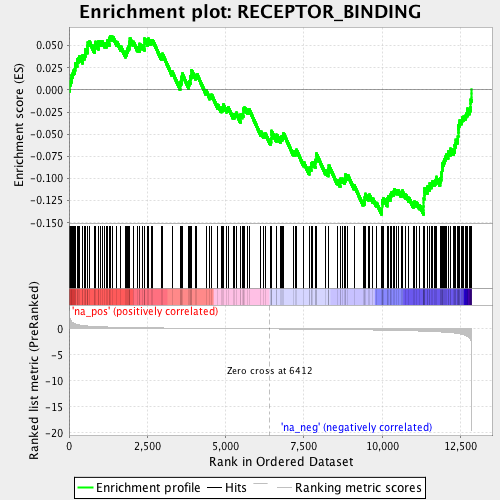 Enrichment plot: RECEPTOR_BINDING
Enrichment score (ES)
0.050
0.025
0.000
-0.025
-0.050
-0.075
-0.100
-0.125
-0.150
'na_pos' (positively correlated)
Ranked list metric (PreRanked)
0
-5
-10
-15
-20
Zero cross at 6412
'na_neg' (negatively correlated)
0 2,500 5,000 7,500 10,000 12,500
Rank in Ordered Dataset
Enrichment profile Hits Ranking metric scores